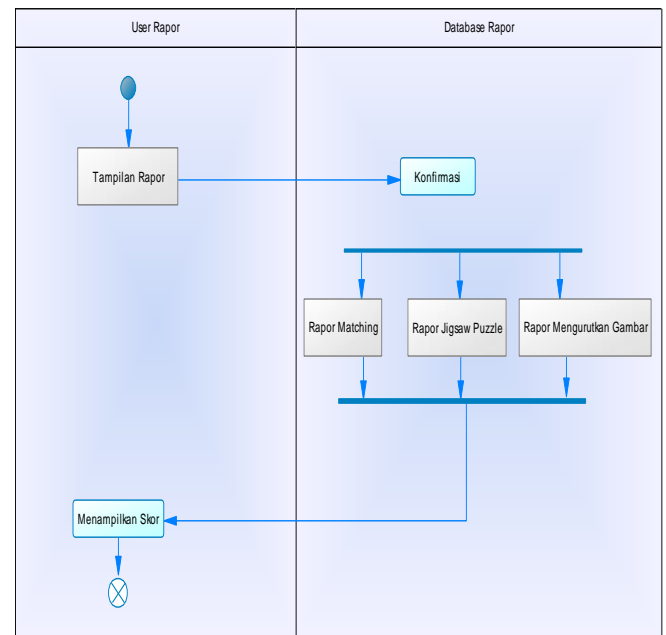 User Rapor
Database Rapor
Tampilan Rapor
Konfirmasi
Rapor Matching
Rapor Jigsaw Puzzle
Rapor Mengurutkan Gambar
Menampilkan Skor